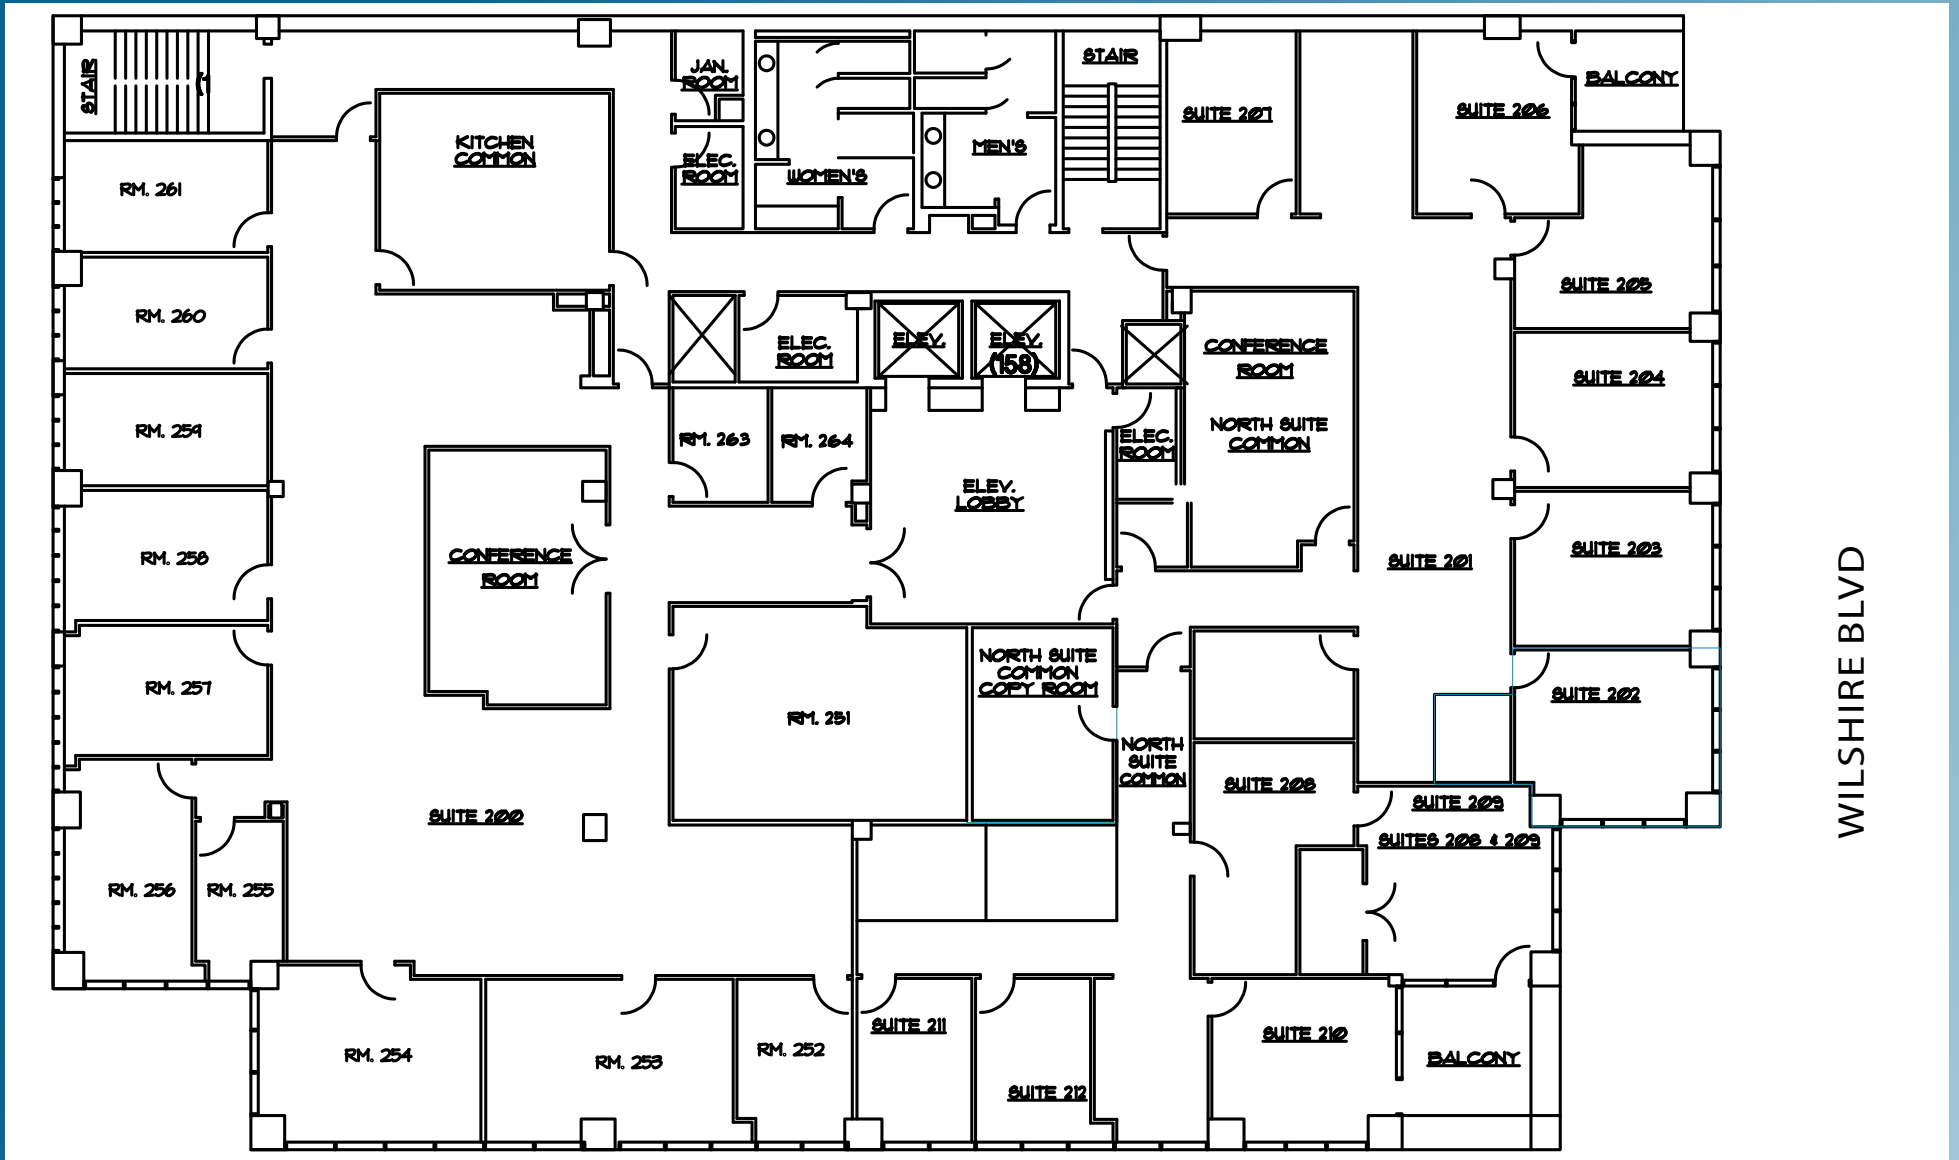 STAIR
JAN.
ROOM
STAIR
BALCONY
SUITE 207
SUITE 206
KITCHEN
COMMON
ELEC.
ROOM
WOMEN'S
MEN'S
RM. 261
RM. 260
ELEC.
ROOM
ELEV.
ELEV.
(158)
CONFERENCE
ROOM
NORTH SUITE
COMMON
SUITE 205
SUITE 204
RM. 259
RM. 263
RM. 264
ELEC.
ROOM
ELEV.
LOBBY
RM. 258
CONFERENCE
ROOM
SUITE 201
SUITE 203
RM. 257
RM. 251
NORTH SUITE
COMMON
COPY ROOM
SUITE 202
WILSHIRE BLVD
NORTH
SUITE
COMMON
SUITE 208
SUITE 209
SUITES 208 & 209
SUITE 200
RM. 256
RM. 255
RM. 254
RM. 253
RM. 252
SUITE 211
SUITE 212
SUITE 210
BALCONY